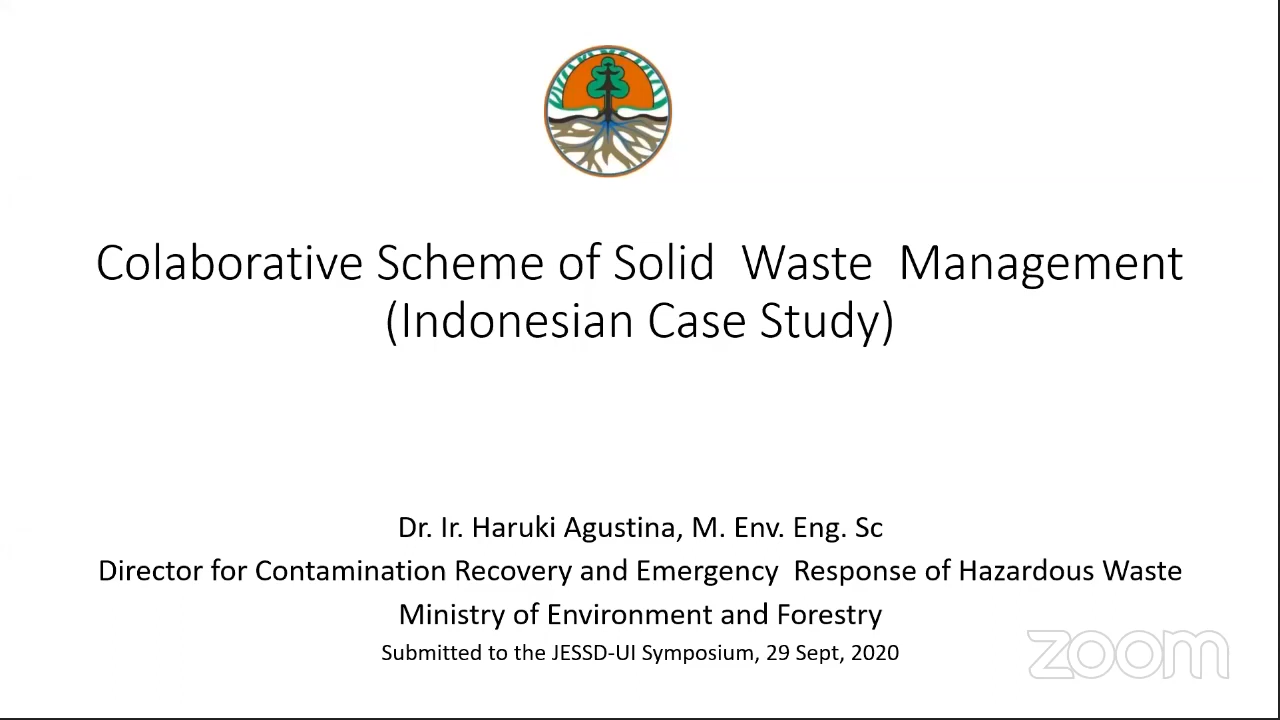 Colaborative Scheme of Solid Waste Management
(Indonesian Case Study)
Dr. Ir. Haruki Agustina, M. Env. Eng. Sc
Director for Contamination Recovery and Emergency Response of Hazardous Waste
Ministry of Environment and Forestry
Submitted to the JESSD-UI Symposium, 29 Sept, 2020
zoom